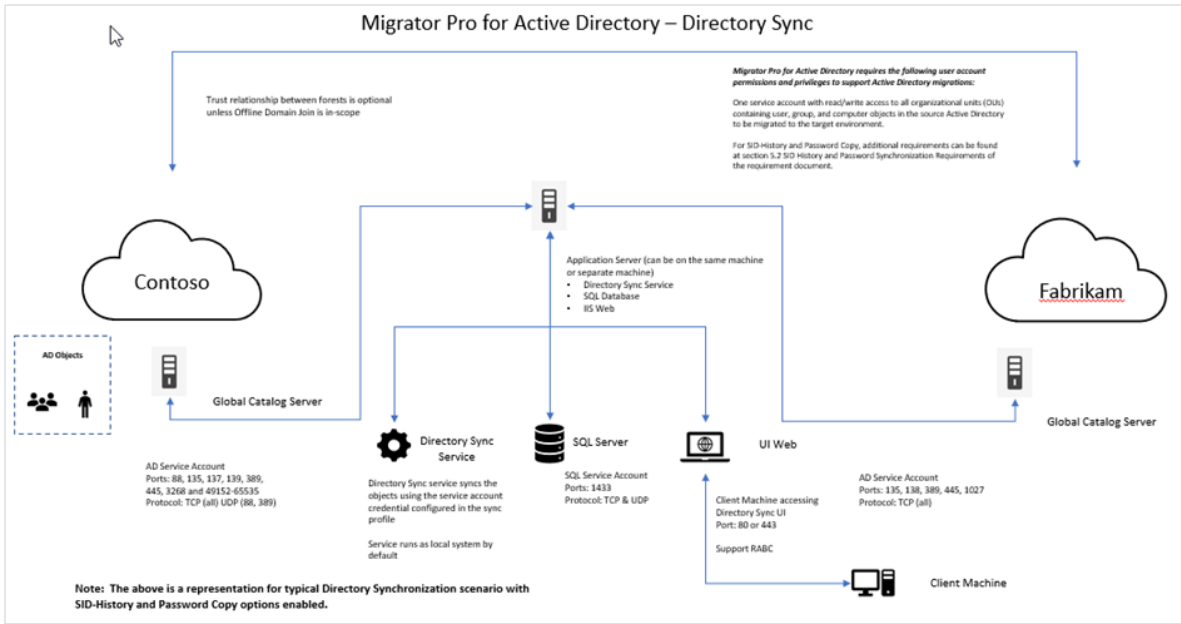 Migrator Pro for Active Directory – Directory Sync
Trust relationship between forests is optional
unless Offline Domain Join is in-scope
Migrator Pro for Active Directory requires the following user account
permissions and privileges to support Active Directory migrations:
One service account with read/write access to all organizational units (OUs)
containing user, group, and computer objects in the source Active Directory
to be migrated to the target environment.
For SID-History and Password Copy, additional requirements can be found
at section 5.2 SID History and Password Synchronization Requirements of
the requirement document.
Contoso
Application Server (can be on the same machine
or separate machine)
• Directory Sync Service
• SQL Database
• IIS Web
Fabrikam
AD Objects
Global Catalog Server
Global Catalog Server
Directory Sync
Service
SQL Server
UI Web
AD Service Account
Ports: 88, 135, 137, 139, 389,
445, 3268 and 49152-65535
Protocol: TCP (all) UDP (88, 389)
Directory Sync service syncs the
objects using the service account
credential configured in the sync
profile
Service runs as local system by
default
SQL Service Account
Ports: 1433
Protocol: TCP & UDP
Client Machine accessing
Directory Sync UI
Port: 80 or 443
Support RABC
AD Service Account
Ports: 135, 138, 389, 445, 1027
Protocol: TCP (all)
Client Machine
Note: The above is a representation for typical Directory Synchronization scenario with
SID-History and Password Copy options enabled.